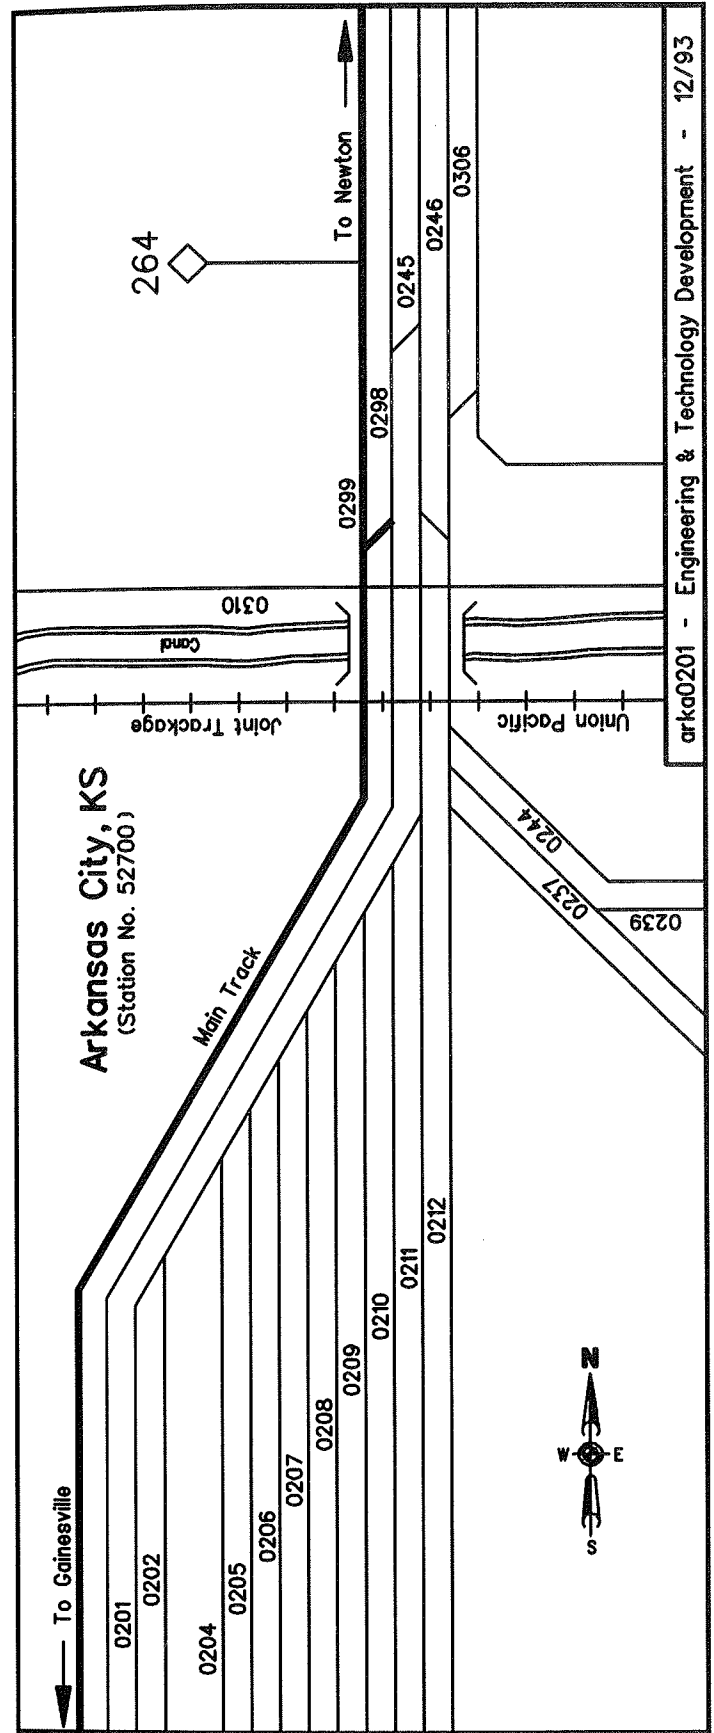 Arkansas City, KS
(Station No. 52700)
To Gainesville
To Newton
264
Main Track
0201
0202
0204
0205
0206
0207
0208
0209
0210
0211
0212
0299
0298
0245
0246
0306
0310
Canal
Joint Trackage
Union Pacific
0244
0237
0239
N
W
E
S
arka0201 - Engineering & Technology Development - 12/93